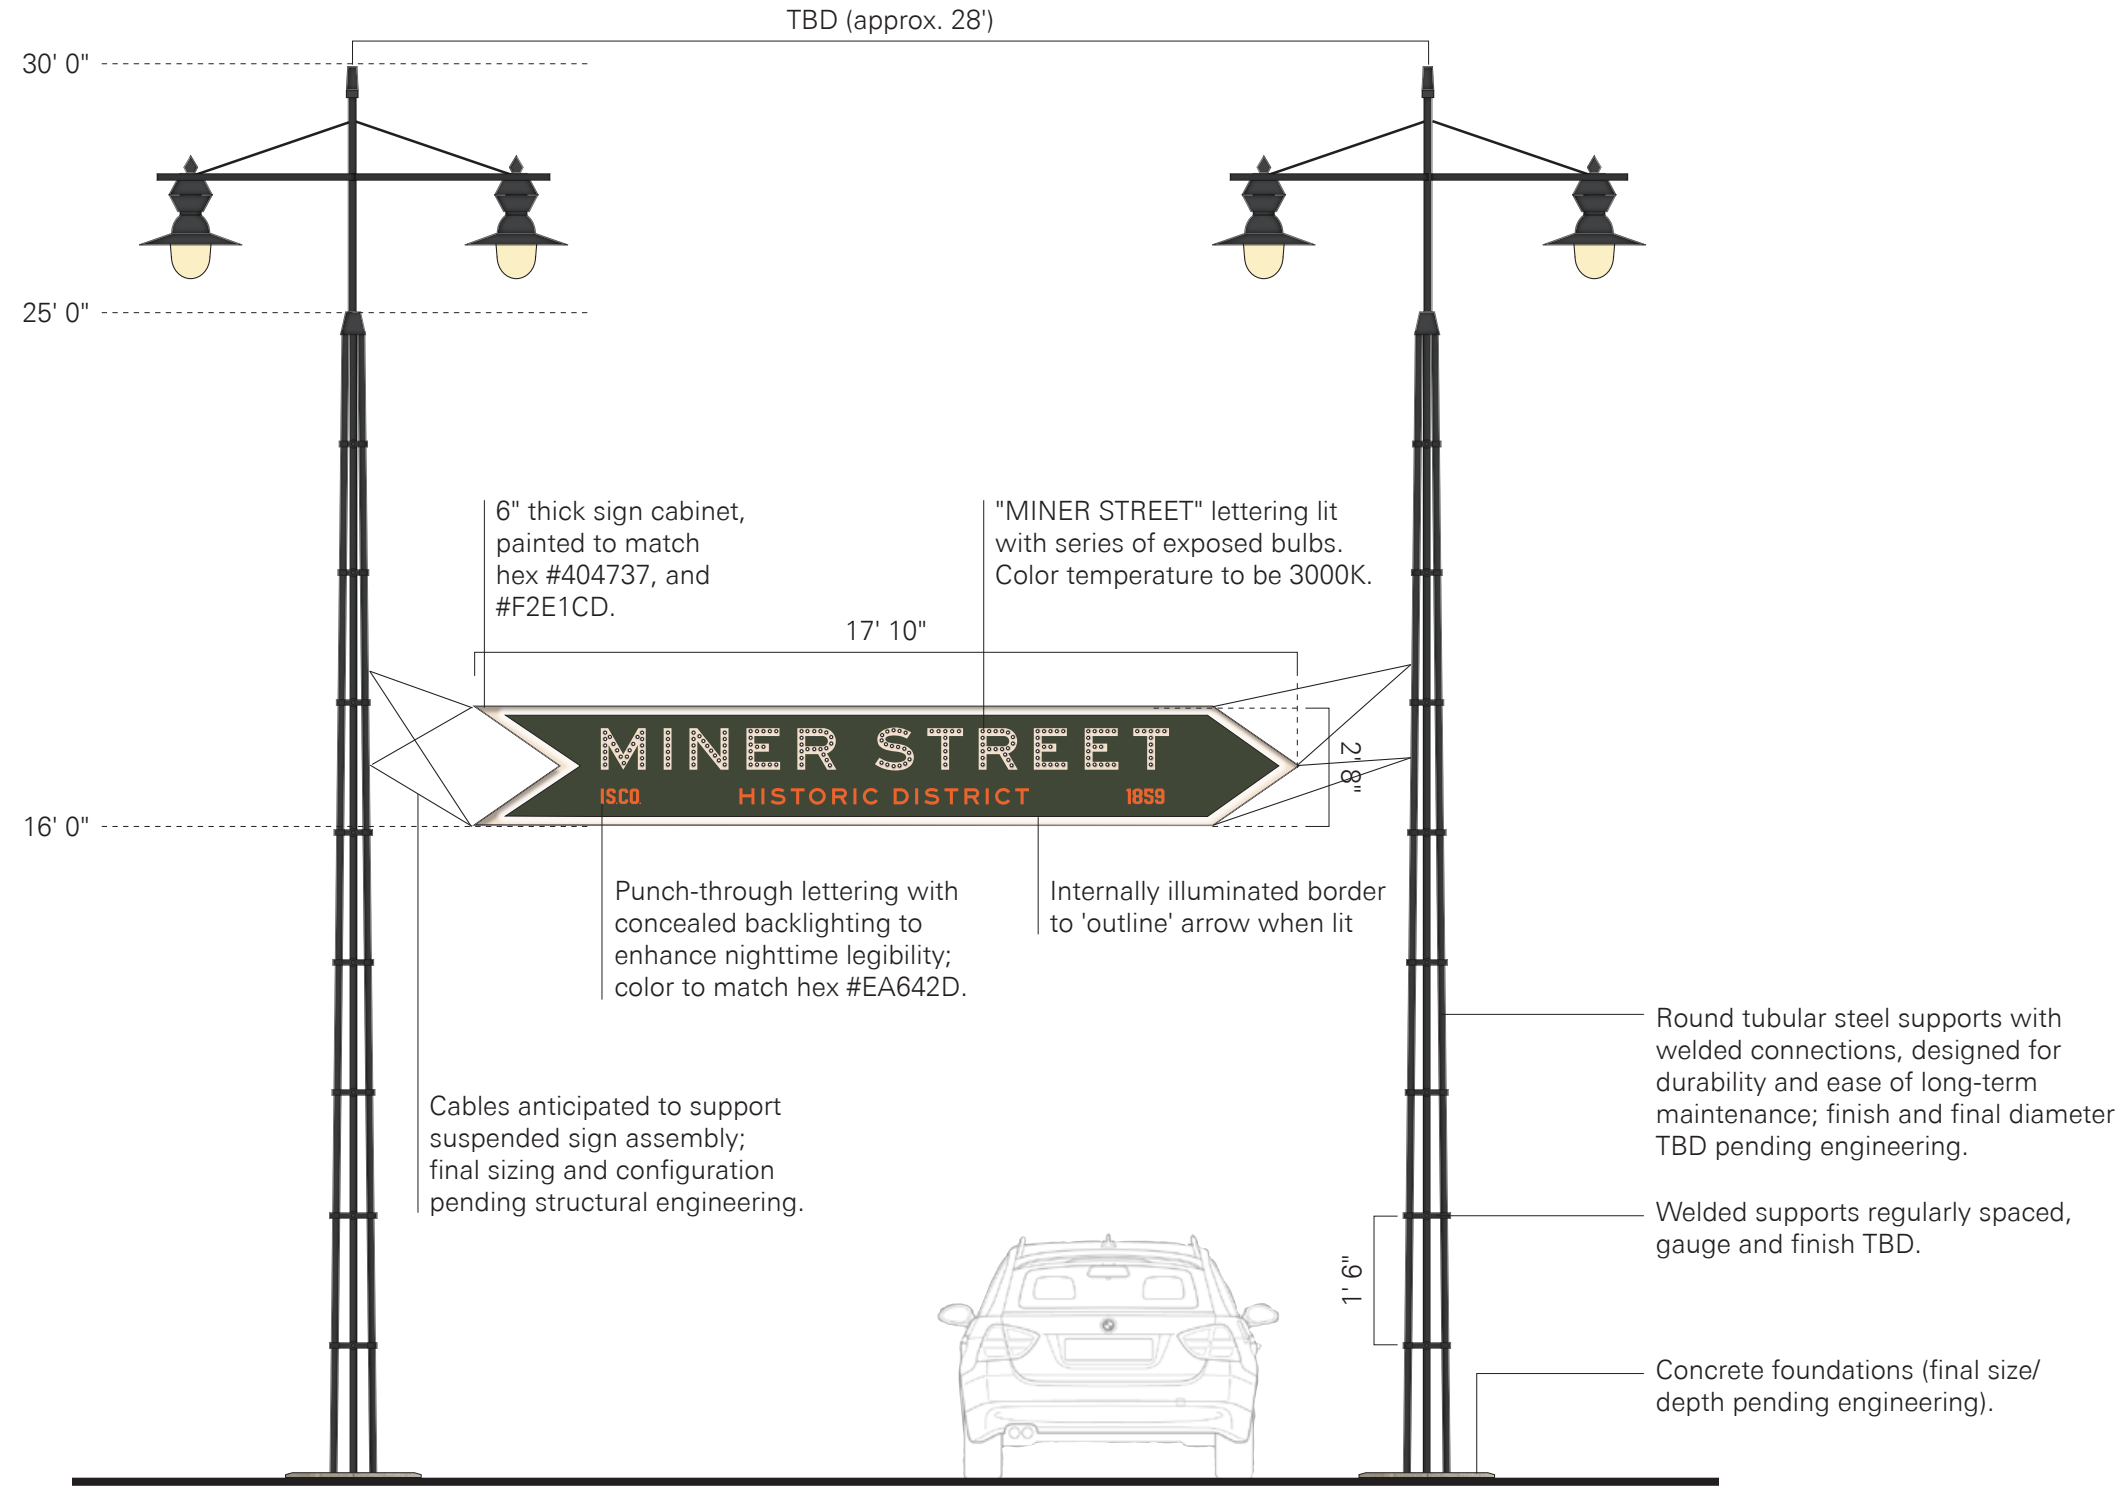 TBD (approx. 28')
30' 0"
25' 0"
6" thick sign cabinet,
painted to match
hex #404737, and
#F2E1CD.
"MINER STREET" lettering lit
with series of exposed bulbs.
Color temperature to be 3000K.
17' 10"
MINER STREET
IS.CO.
HISTORIC DISTRICT
1859
2' 8"
16' 0"
Punch-through lettering with
concealed backlighting to
enhance nighttime legibility;
color to match hex #EA642D.
Internally illuminated border
to 'outline' arrow when lit
Cables anticipated to support
suspended sign assembly;
final sizing and configuration
pending structural engineering.
Round tubular steel supports with
welded connections, designed for
durability and ease of long-term
maintenance; finish and final diameter
TBD pending engineering.
Welded supports regularly spaced,
gauge and finish TBD.
1' 6"
Concrete foundations (final size/
depth pending engineering).